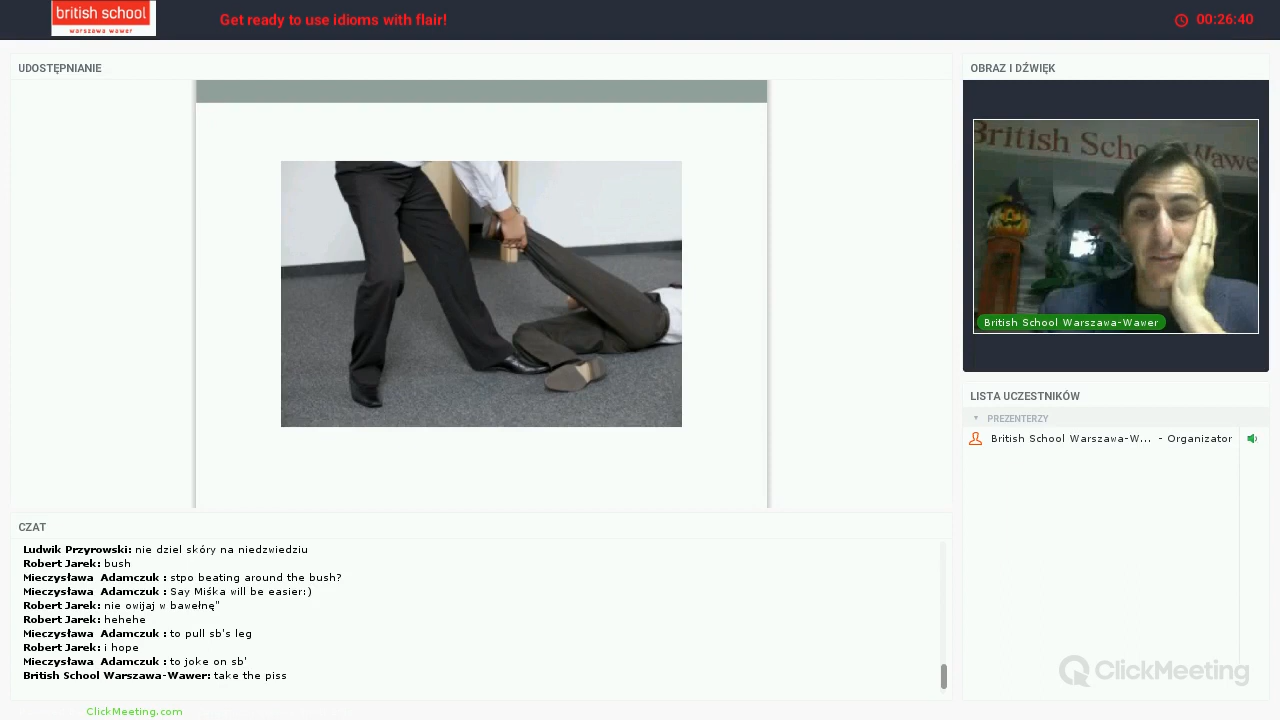 british school
warszawa wawer
Get ready to use idioms with flair!
00:26:40
UDOSTĘPNIANIE
OBRAZ I DŹWIĘK
British School Wawe
British School Warszawa-Wawer
LISTA UCZESTNIKÓW
PREZENTERZY
British School Warszawa-W... - Organizator
CZAT
Ludwik Przyrowski: nie dziel skóry na niedzwiedziu
Robert Jarek: bush
Mieczysława Adamczuk : stpo beating around the bush?
Mieczysława Adamczuk : Say Miśka will be easier:)
Robert Jarek: nie owijaj w bawełnę"
Robert Jarek: hehehe
Mieczysława Adamczuk : to pull sb's leg
Robert Jarek: i hope
Mieczysława Adamczuk : to joke on sb'
British School Warszawa-Wawer: take the piss
ClickMeeting
ClickMeeting.com